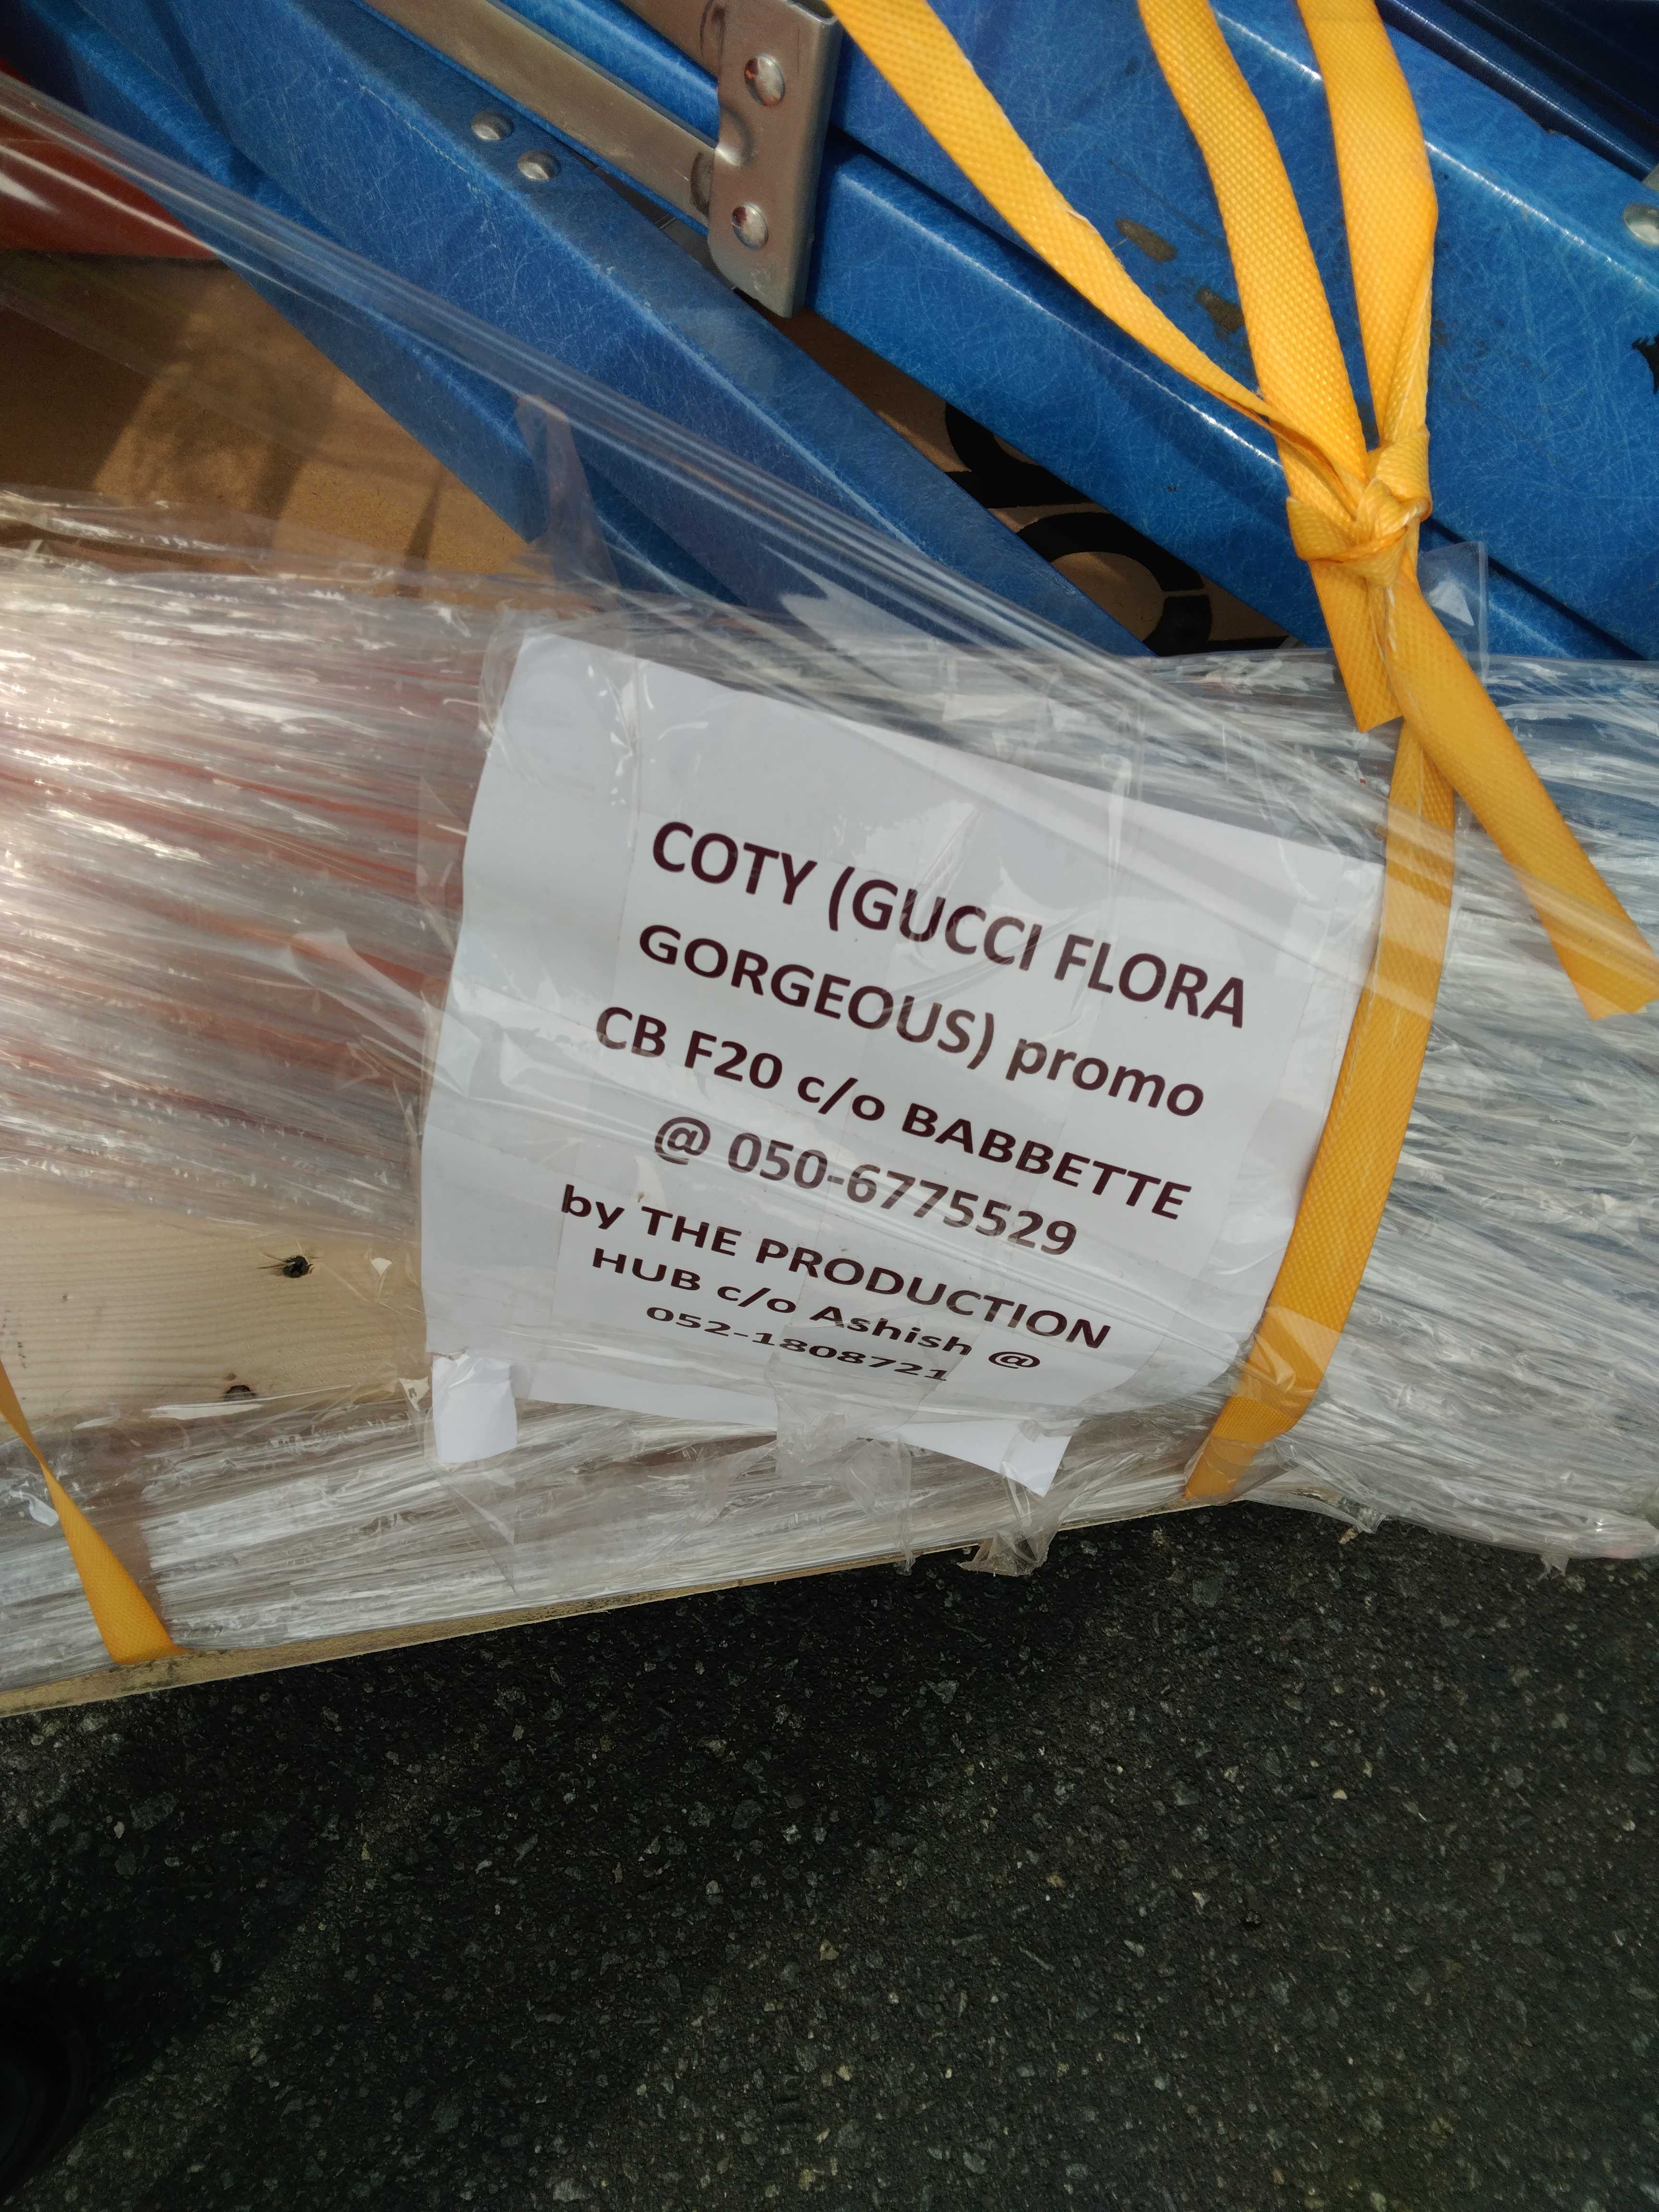 COTY (GUCCI FLORA
GORGEOUS) promo
CB F20 c/o BABBETTE
@ 050-6775529
by THE PRODUCTION
HUB c/o Ashish @
052-1808721